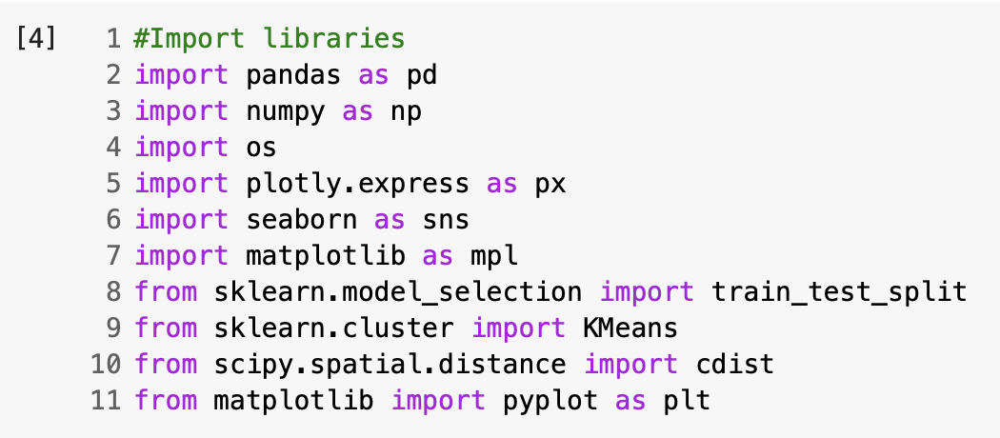 [4] 1 #Import libraries
2 import pandas as pd
3 import numpy as np
4 import os
5 import plotly.express as px
6 import seaborn as sns
7 import matplotlib as mpl
8 from sklearn.model_selection import train_test_split
9 from sklearn.cluster import KMeans
10 from scipy.spatial.distance import cdist
11 from matplotlib import pyplot as plt